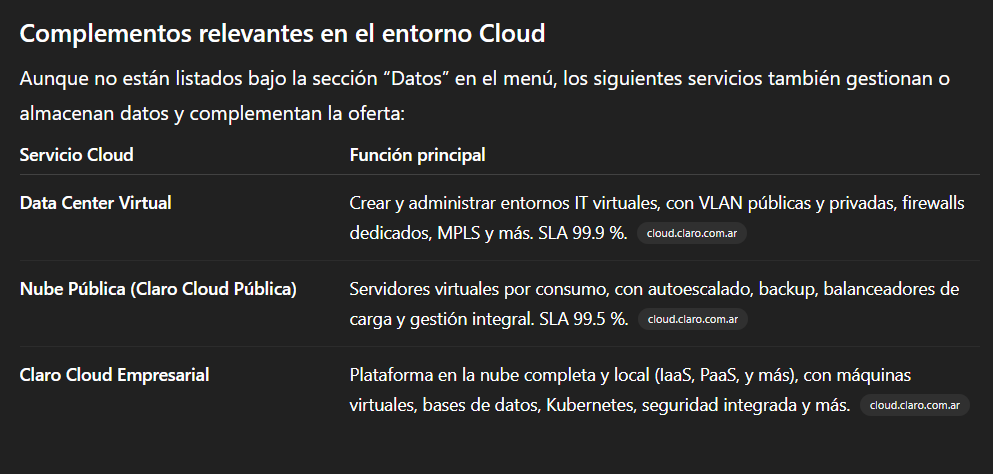 Complementos relevantes en el entorno Cloud
Aunque no están listados bajo la sección “Datos” en el menú, los siguientes servicios también gestionan o
almacenan datos y complementan la oferta:
Servicio Cloud Función principal
Data Center Virtual Crear y administrar entornos IT virtuales, con VLAN públicas y privadas, firewalls
dedicados, MPLS y más. SLA 99.9 %. cloud.claro.com.ar
Nube Pública (Claro Cloud Pública) Servidores virtuales por consumo, con autoescalado, backup, balanceadores de
carga y gestión integral. SLA 99.5 %. cloud.claro.com.ar
Claro Cloud Empresarial Plataforma en la nube completa y local (IaaS, PaaS, y más), con máquinas
virtuales, bases de datos, Kubernetes, seguridad integrada y más. cloud.claro.com.ar